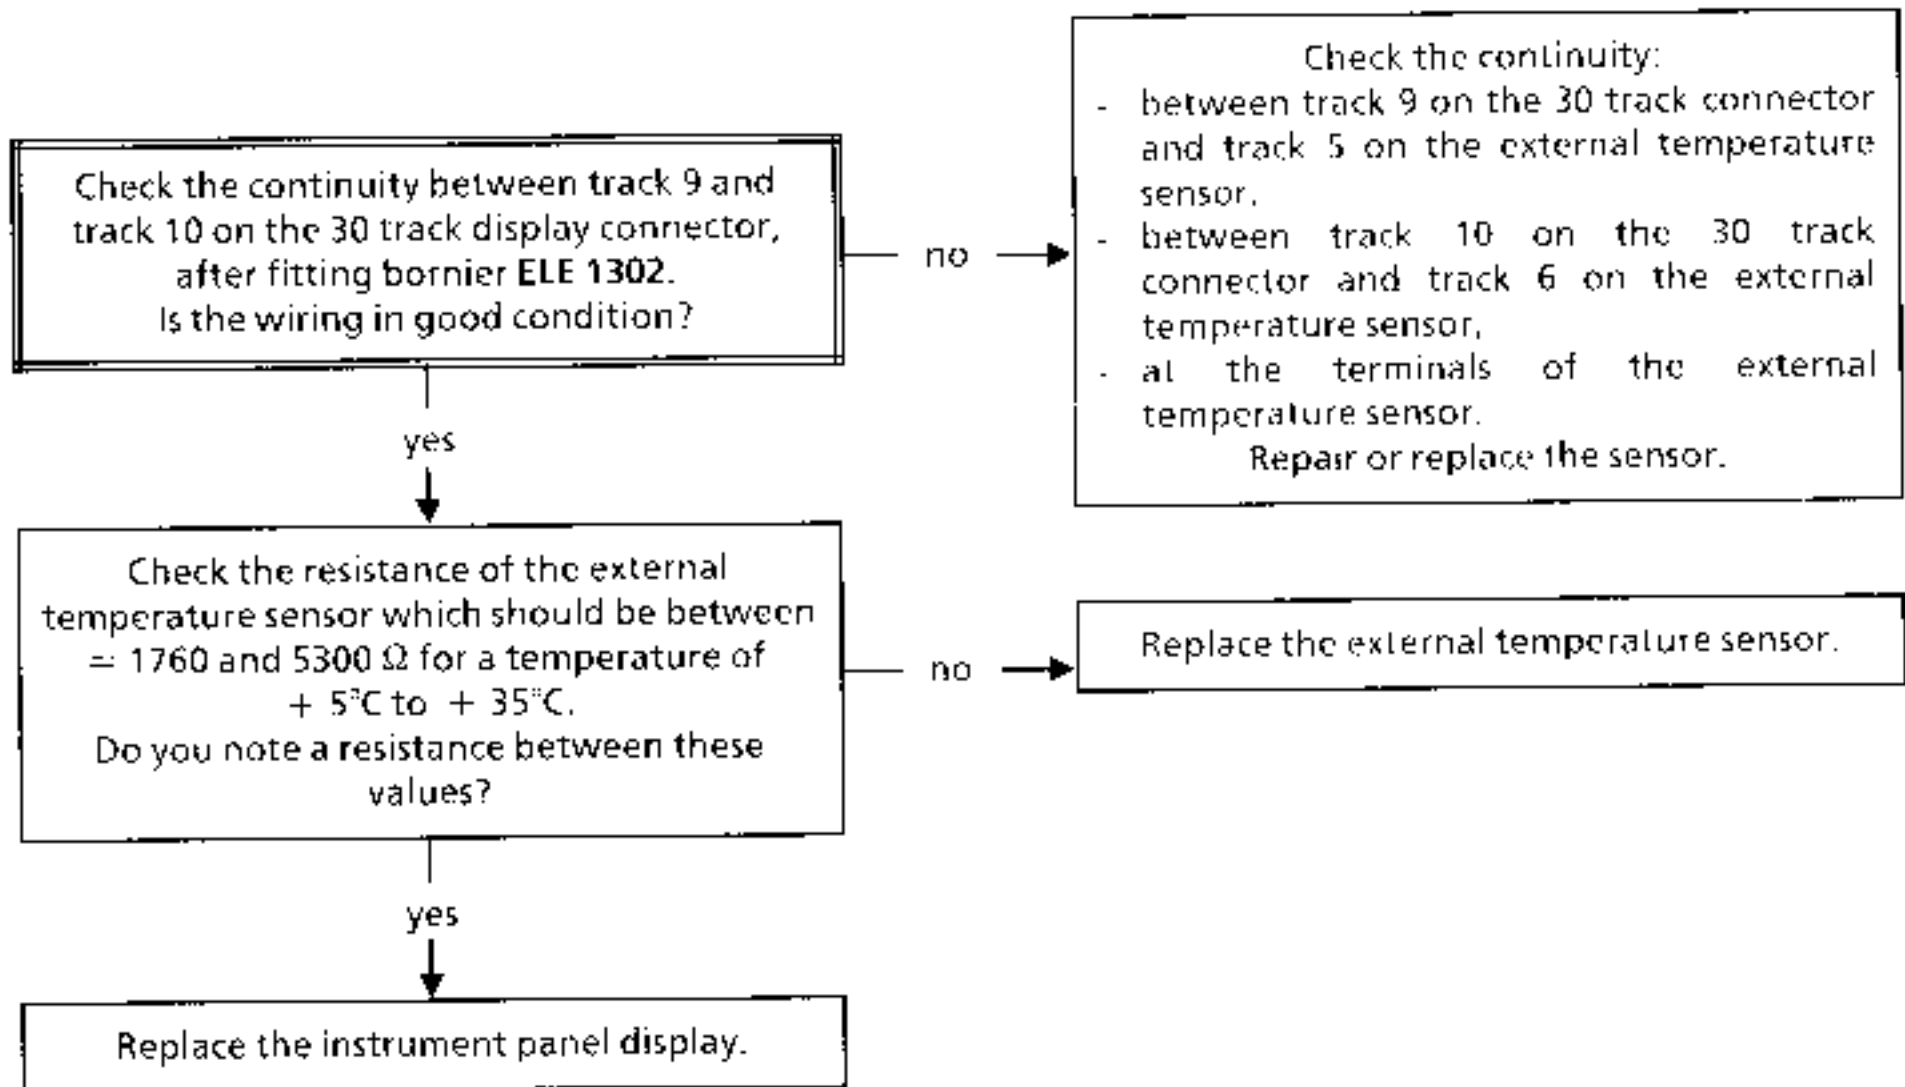 Check the continuity between track 9 and
track 10 on the 30 track display connector,
after fitting bornier ELE 1302.
Is the wiring in good condition?
no
Check the continuity:
- between track 9 on the 30 track connector
and track 5 on the external temperature
sensor,
- between track 10 on the 30 track
connector and track 6 on the external
temperature sensor,
- at the terminals of the external
temperature sensor.
Repair or replace the sensor.
yes
Check the resistance of the external
temperature sensor which should be between
≃ 1760 and 5300 Ω for a temperature of
+ 5°C to + 35°C.
Do you note a resistance between these
values?
no
Replace the external temperature sensor.
yes
Replace the instrument panel display.